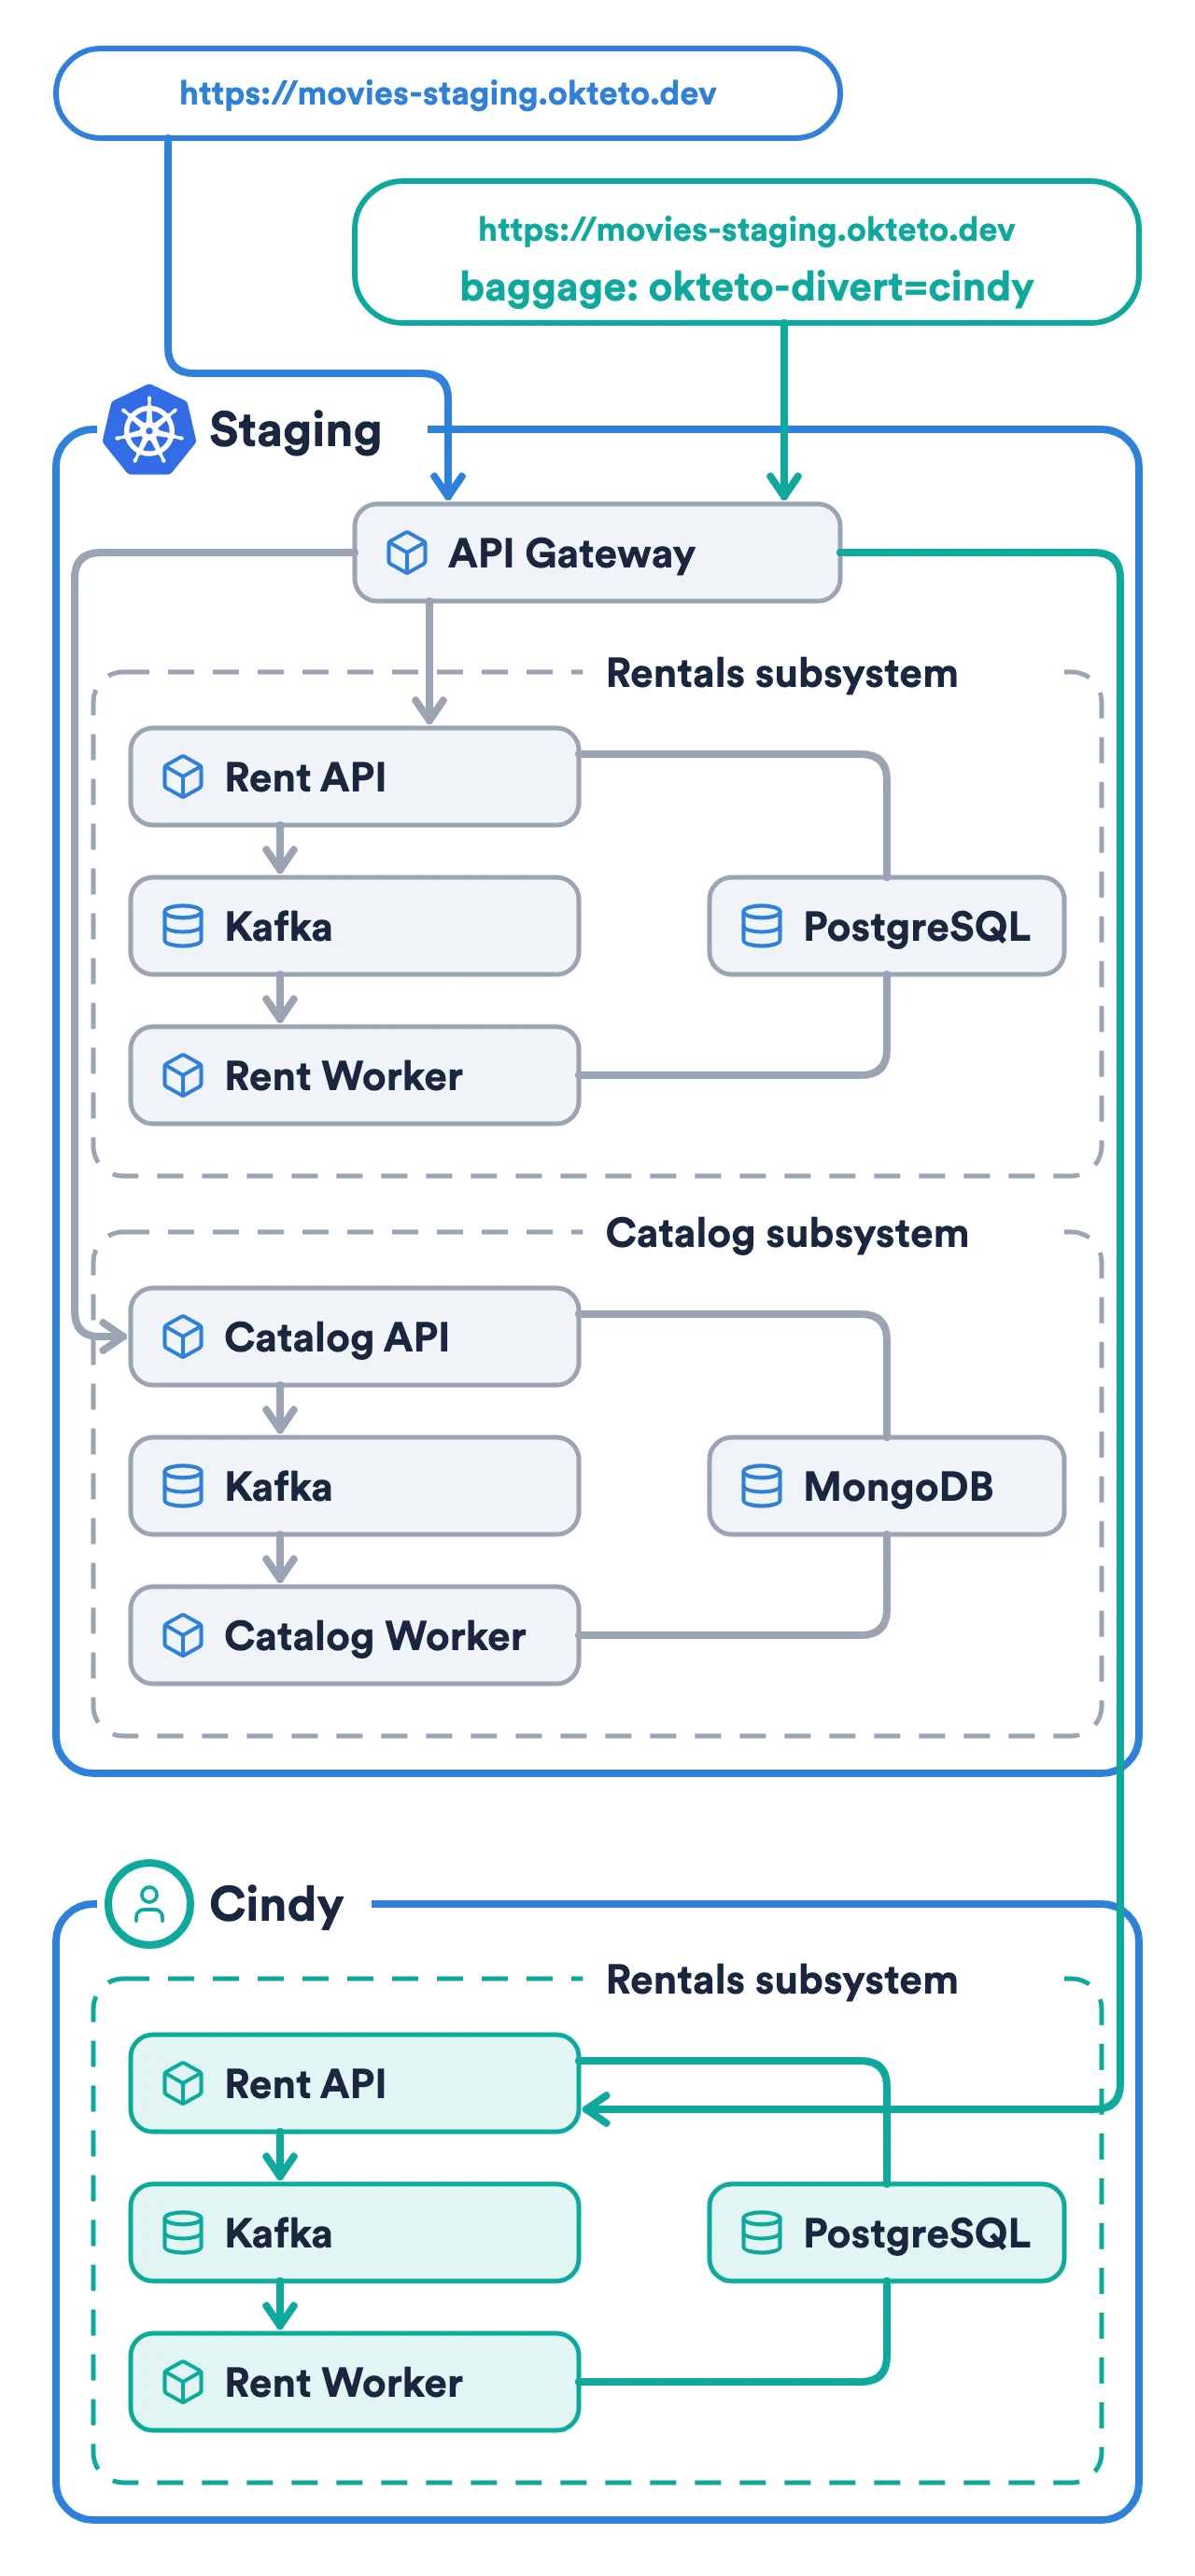 https://movies-staging.okteto.dev
https://movies-staging.okteto.dev
baggage: okteto-divert=cindy
Staging
API Gateway
Rentals subsystem
Rent API
Kafka
PostgreSQL
Rent Worker
Catalog subsystem
Catalog API
Kafka
MongoDB
Catalog Worker
Cindy
Rentals subsystem
Rent API
Kafka
PostgreSQL
Rent Worker